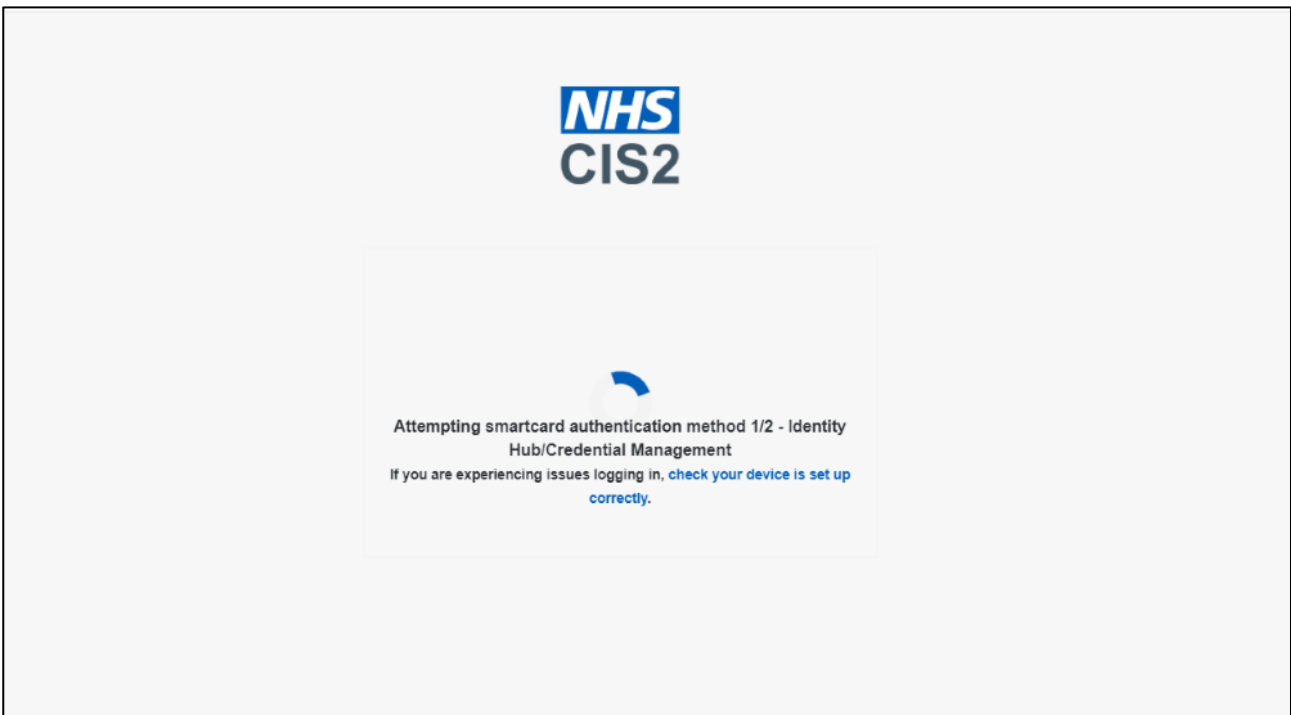 NHS
CIS2
Attempting smartcard authentication method 1/2 - Identity
Hub/Credential Management
If you are experiencing issues logging in, check your device is set up
correctly.